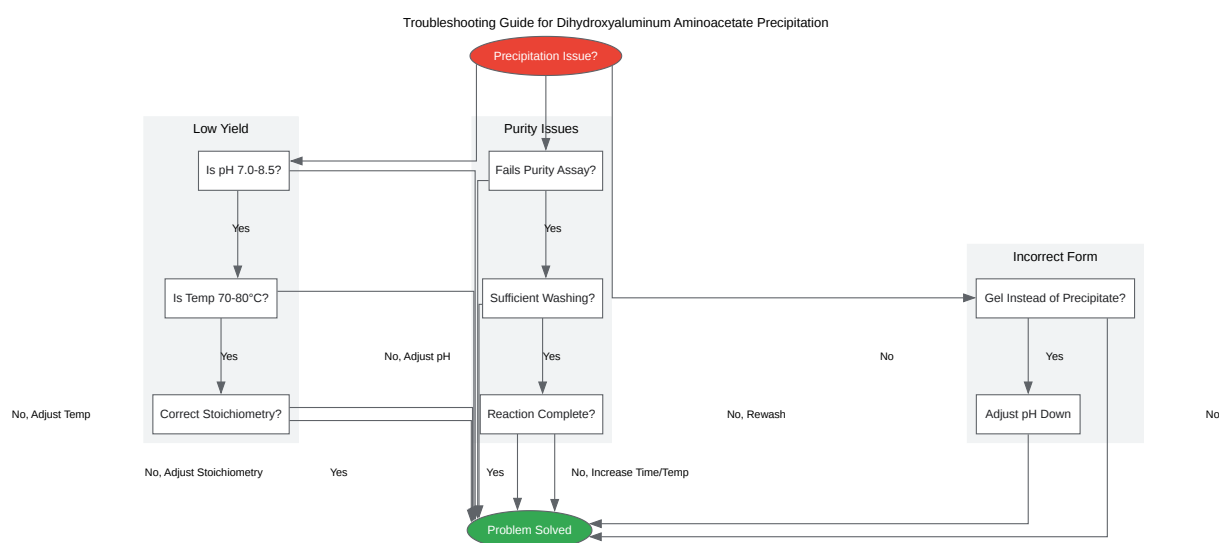 Troubleshooting Guide for Dihydroxyaluminum Aminoacetate Precipitation
Precipitation Issue?
Low Yield
Purity Issues
Is pH 7.0-8.5?
Fails Purity Assay?
Yes
Yes
Incorrect Form
Is Temp 70-80°C?
Sufficient Washing?
Gel Instead of Precipitate?
Yes
No, Adjust pH
Yes
No
Yes
No, Adjust Temp
Correct Stoichiometry?
Reaction Complete?
No, Rewash
Adjust pH Down
No
No, Adjust Stoichiometry
Yes
Yes
No, Increase Time/Temp
Problem Solved